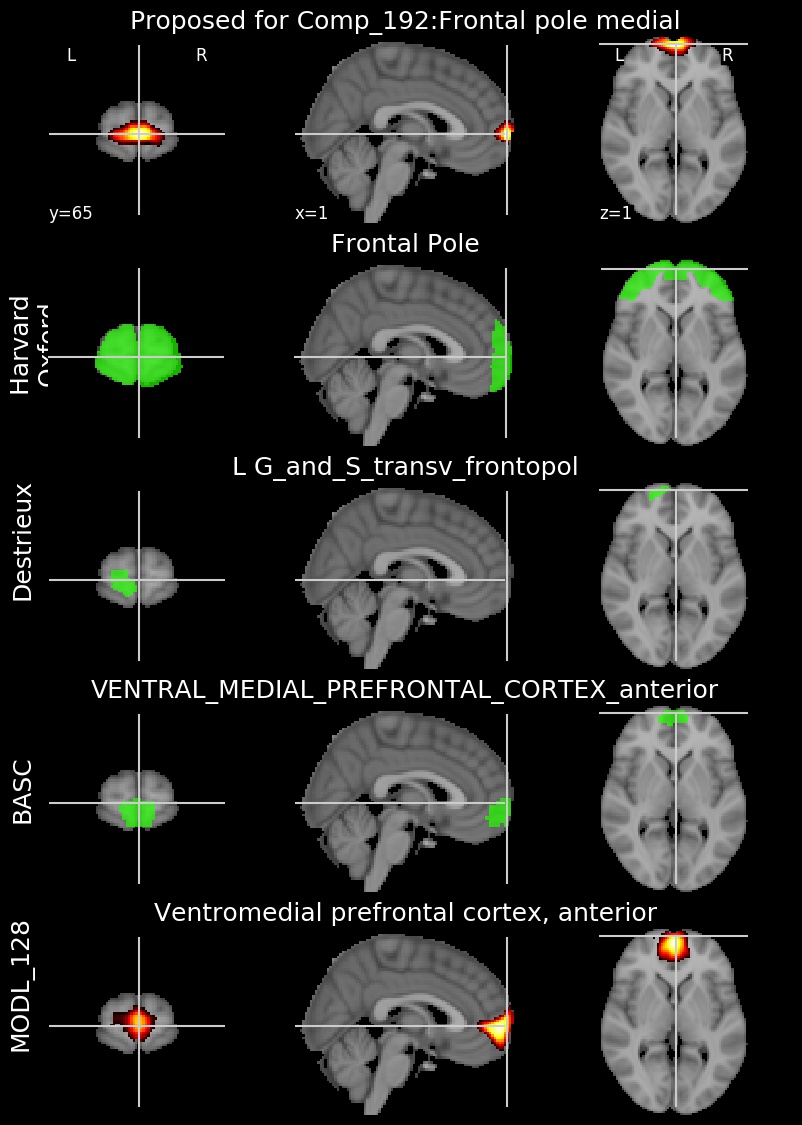 Proposed for Comp_192:Frontal pole medial
L R L R
y=65 x=1 z=1
Frontal Pole
Harvard
Oxford
L G_and_S_transv_frontopol
Destrieux
VENTRAL_MEDIAL_PREFRONTAL_CORTEX_anterior
BASC
Ventromedial prefrontal cortex, anterior
MODL_128